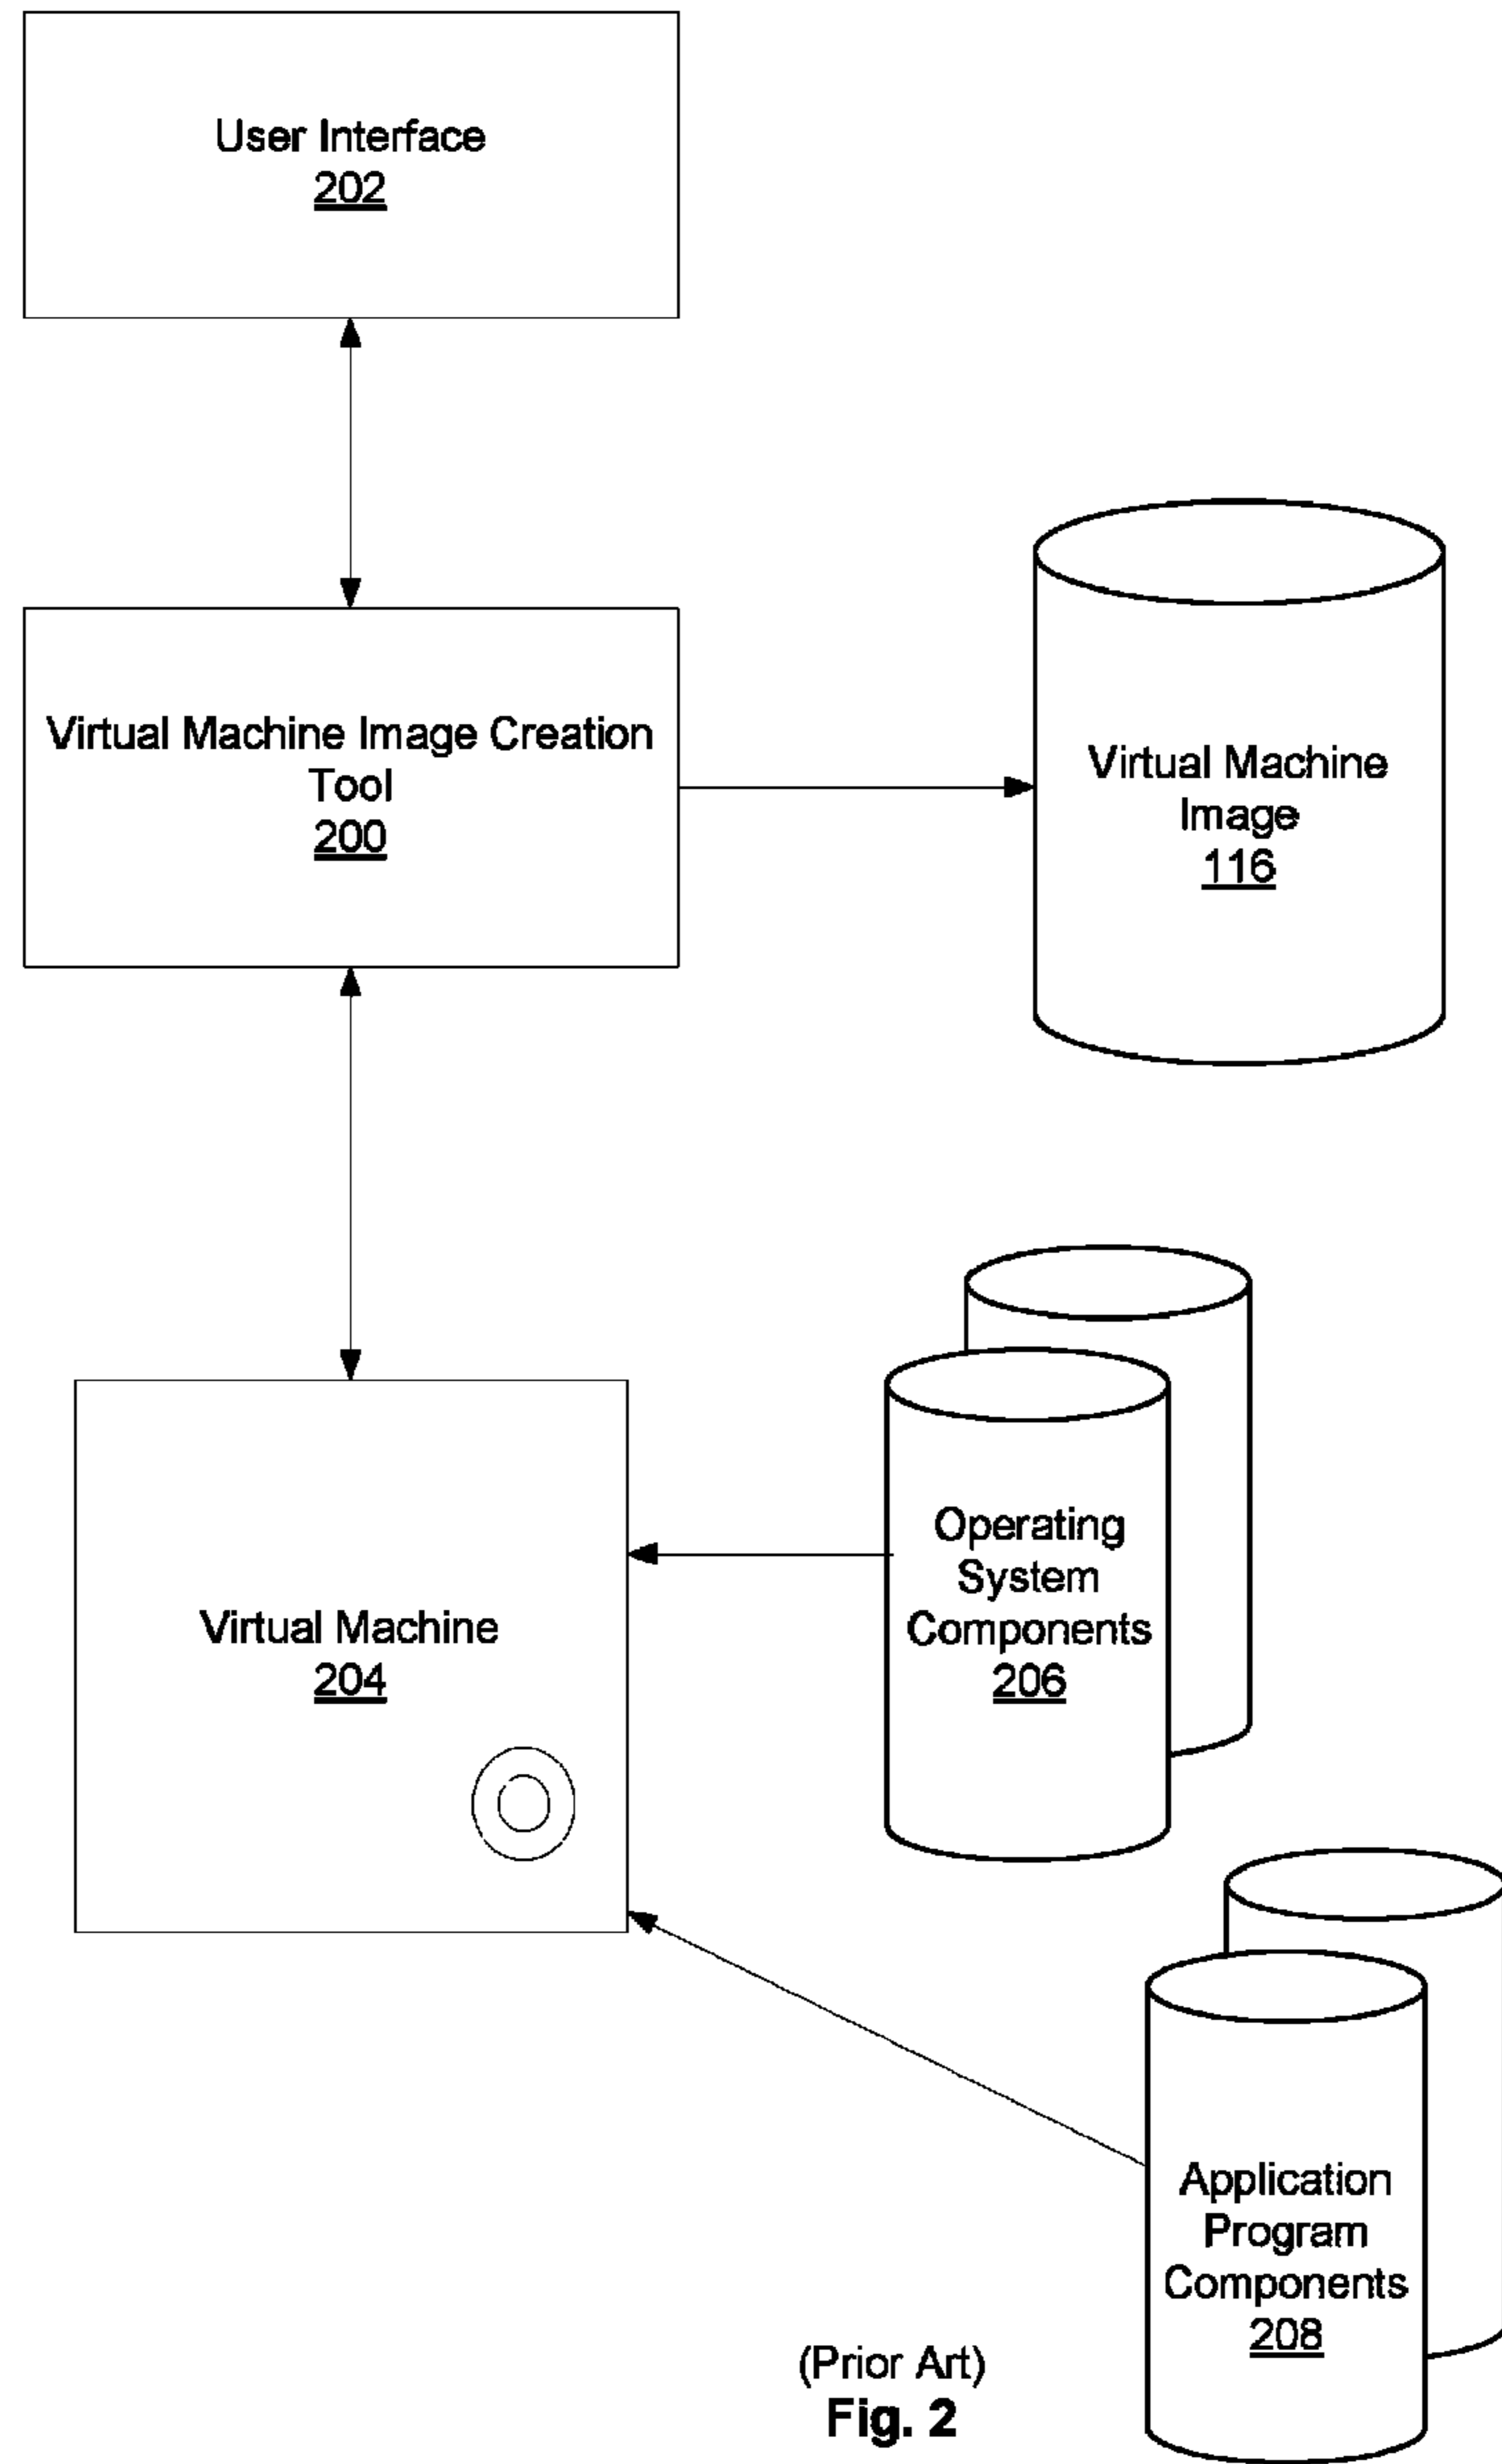 User Interface
202
Virtual Machine Image Creation
Tool
200
Virtual Machine
Image
116
Operating
System
Components
206
Virtual Machine
204
Application
Program
Components
208
(Prior Art)
Fig. 2